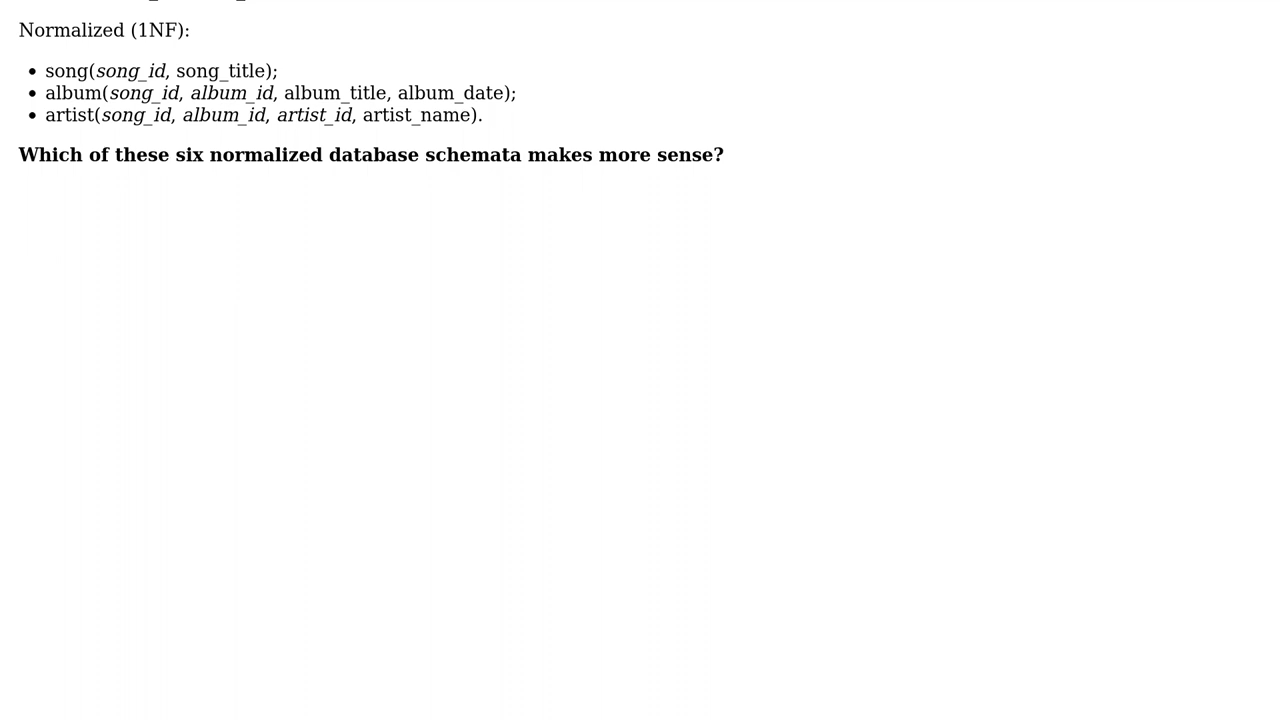 Normalized (1NF):
• song(song_id, song_title);
• album(song_id, album_id, album_title, album_date);
• artist(song_id, album_id, artist_id, artist_name).
Which of these six normalized database schemata makes more sense?